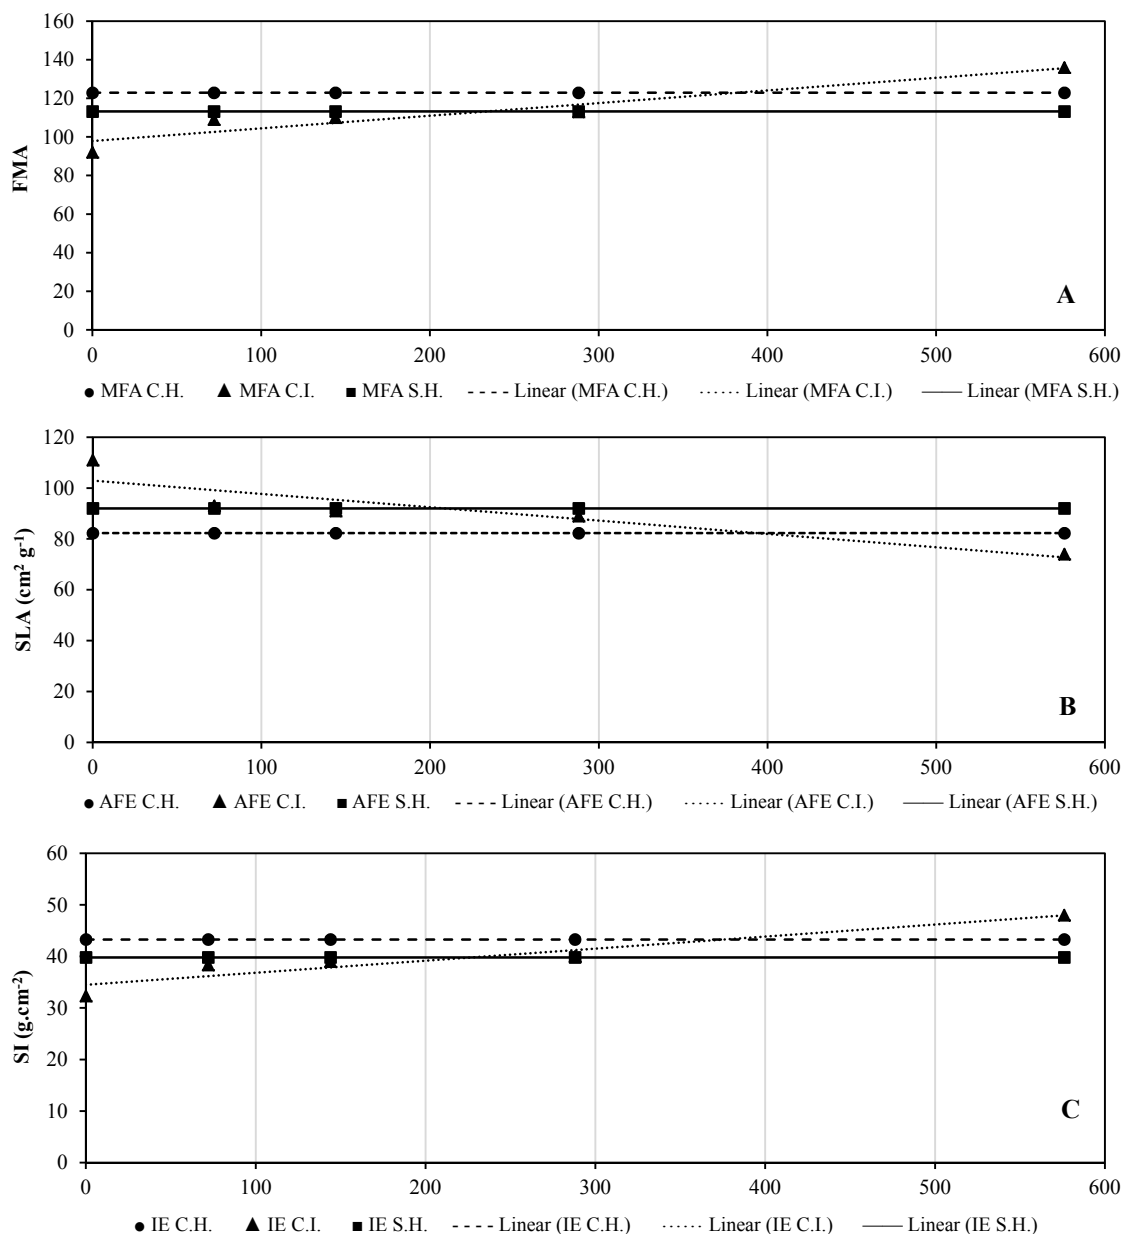 160
140
120
100
80
60
40
20
0
FMA
A
0 100 200 300 400 500 600
MFA C.H. MFA C.I. MFA S.H. Linear (MFA C.H.) Linear (MFA C.I.) Linear (MFA S.H.)
120
100
80
60
40
20
0
SLA (cm² g⁻¹)
B
0 100 200 300 400 500 600
AFE C.H. AFE C.I. AFE S.H. Linear (AFE C.H.) Linear (AFE C.I.) Linear (AFE S.H.)
60
50
40
30
20
10
0
SI (g.cm⁻²)
C
0 100 200 300 400 500 600
IE C.H. IE C.I. IE S.H. Linear (IE C.H.) Linear (IE C.I.) Linear (IE S.H.)